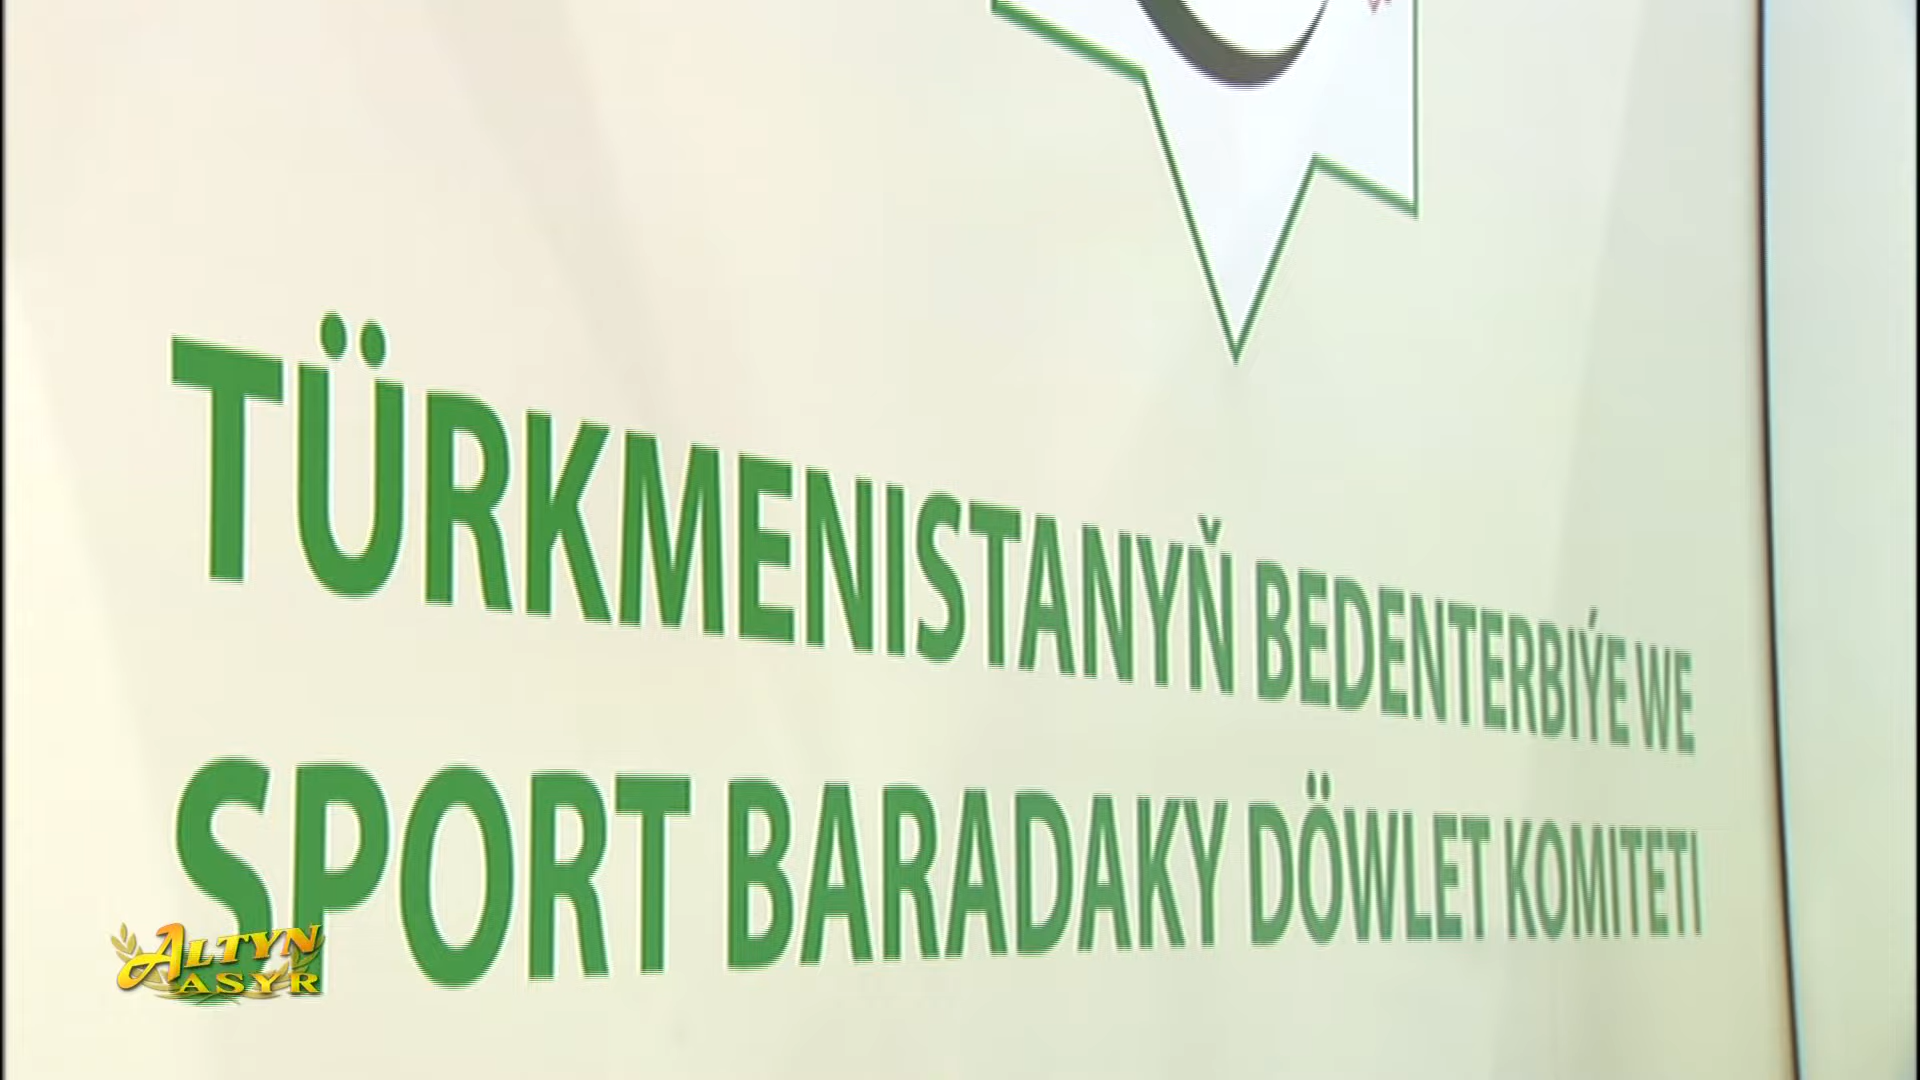 TÜRKMENISTANYŇ BEDENTERBIÝE WE
SPORT BARADAKY DÖWLET KOMITETI
ALTYN
ASYR